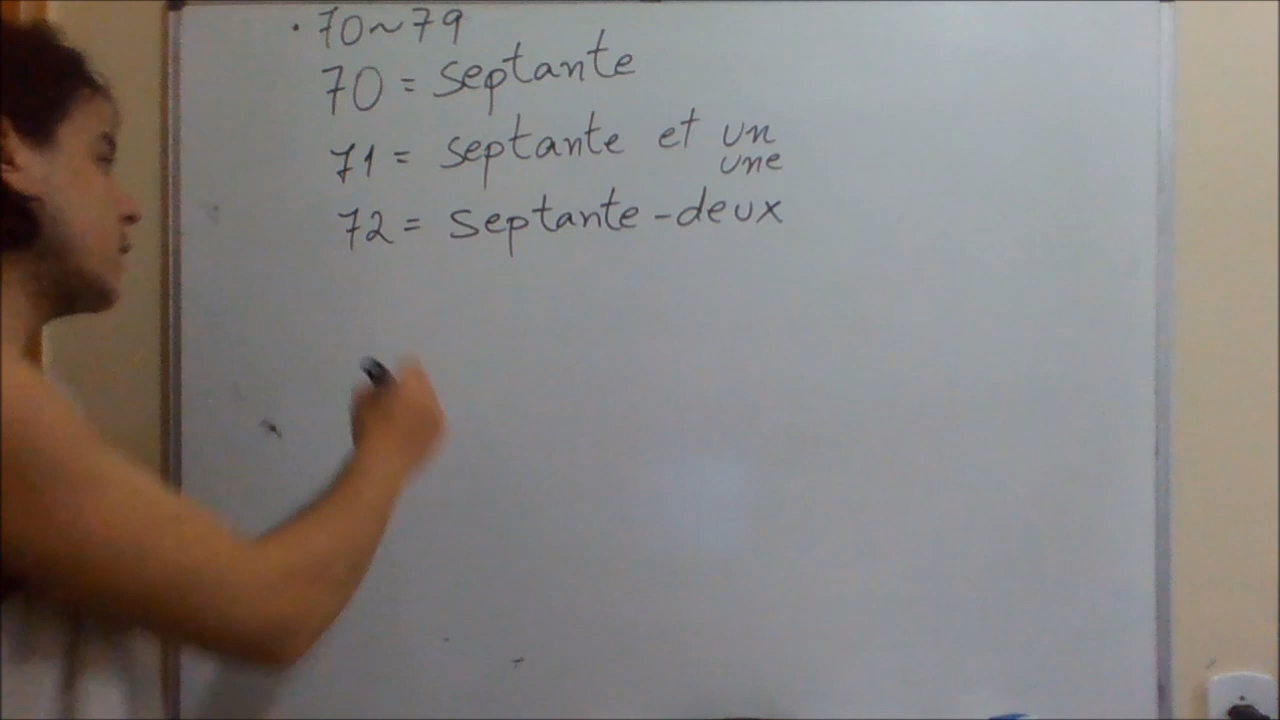 · 70~79
70 = septante
71 = septante et un
une
72 = septante-deux